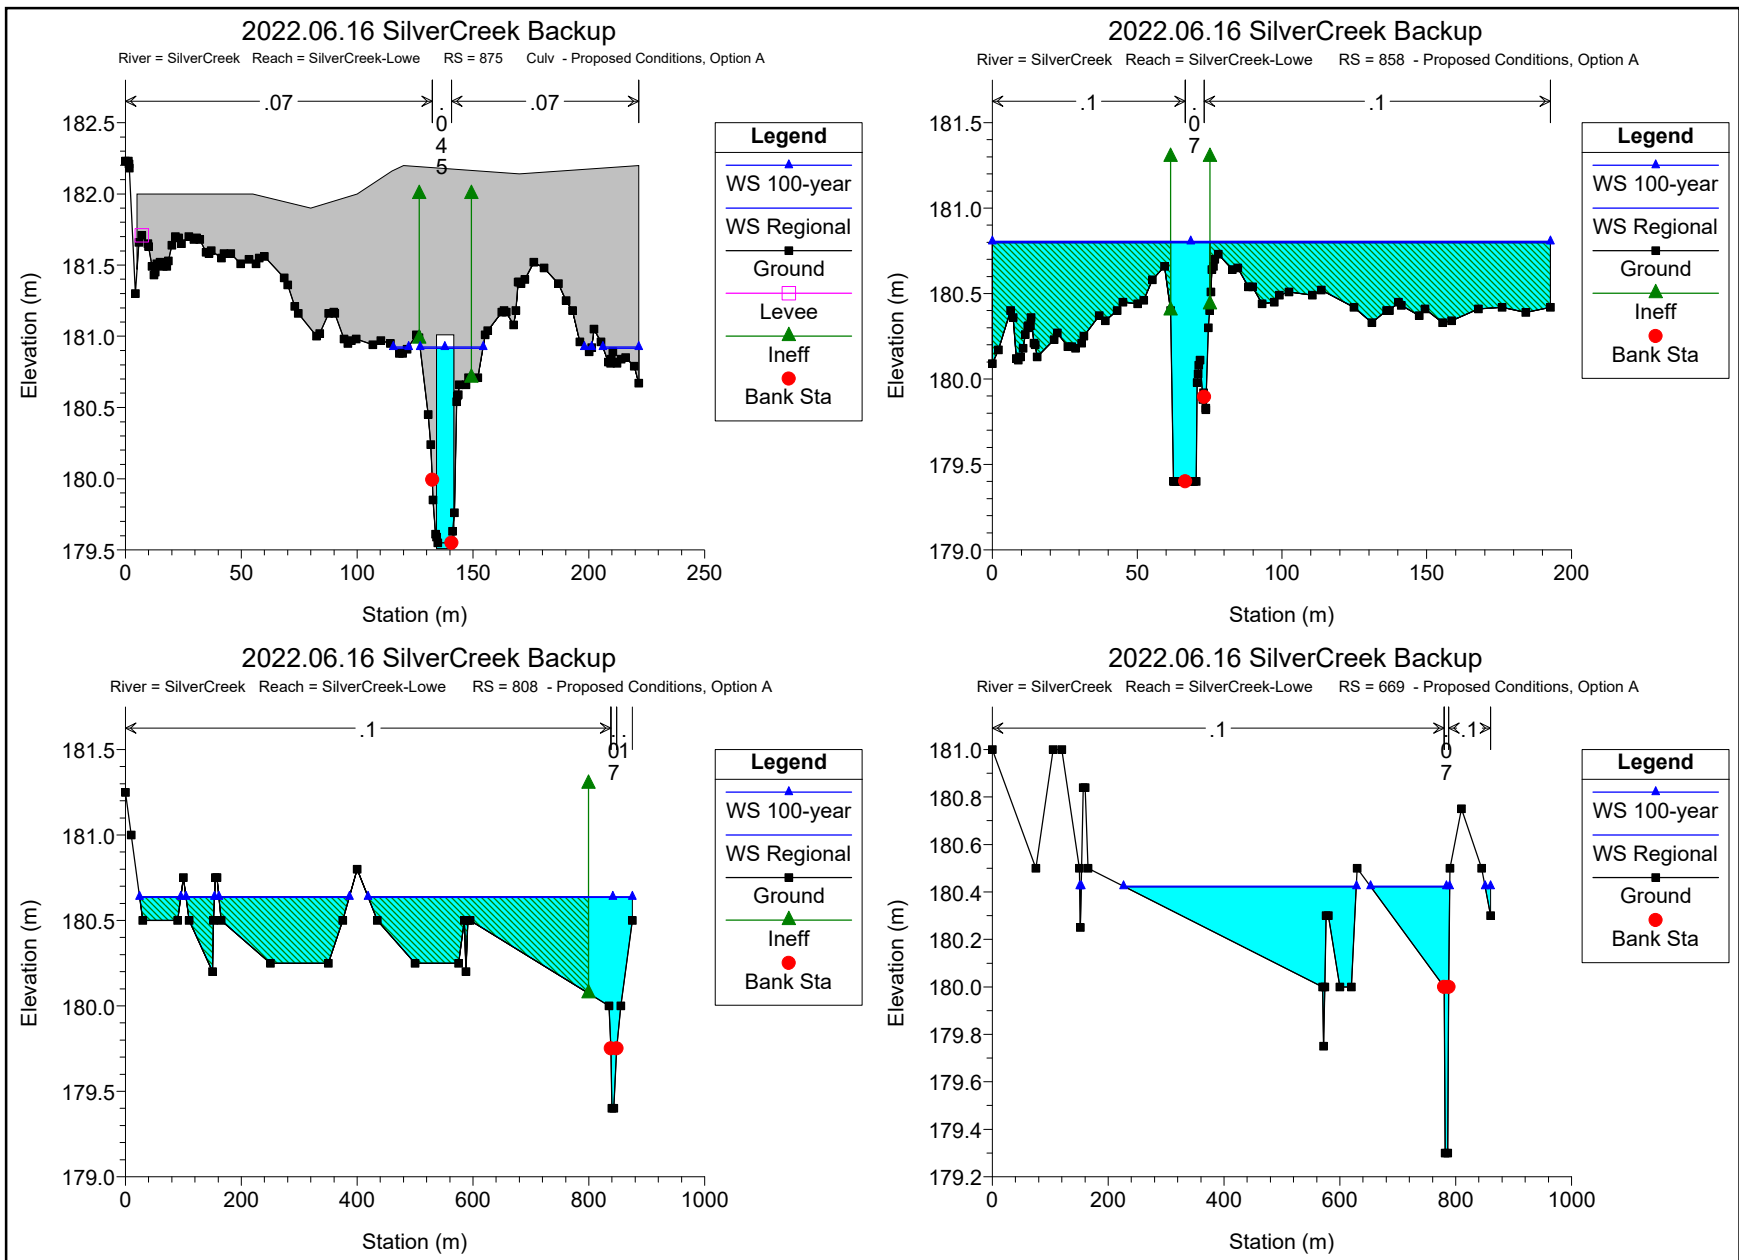 2022.06.16 SilverCreek Backup
River = SilverCreek Reach = SilverCreek-Lowe RS = 875 Culv - Proposed Conditions, Option A
.07
.045
.07
182.5
182.0
181.5
181.0
180.5
180.0
179.5
0
50
100
150
200
250
Elevation (m)
Station (m)
Legend
WS 100-year
WS Regional
Ground
Levee
Ineff
Bank Sta
2022.06.16 SilverCreek Backup
River = SilverCreek Reach = SilverCreek-Lowe RS = 858 - Proposed Conditions, Option A
.1
.07
.1
181.5
181.0
180.5
180.0
179.5
179.0
0
50
100
150
200
Elevation (m)
Station (m)
Legend
WS 100-year
WS Regional
Ground
Ineff
Bank Sta
2022.06.16 SilverCreek Backup
River = SilverCreek Reach = SilverCreek-Lowe RS = 808 - Proposed Conditions, Option A
.1
.07
.1
181.5
181.0
180.5
180.0
179.5
179.0
0
200
400
600
800
1000
Elevation (m)
Station (m)
Legend
WS 100-year
WS Regional
Ground
Ineff
Bank Sta
2022.06.16 SilverCreek Backup
River = SilverCreek Reach = SilverCreek-Lowe RS = 669 - Proposed Conditions, Option A
.1
.07
.1
181.0
180.8
180.6
180.4
180.2
180.0
179.8
179.6
179.4
179.2
0
200
400
600
800
1000
Elevation (m)
Station (m)
Legend
WS 100-year
WS Regional
Ground
Bank Sta